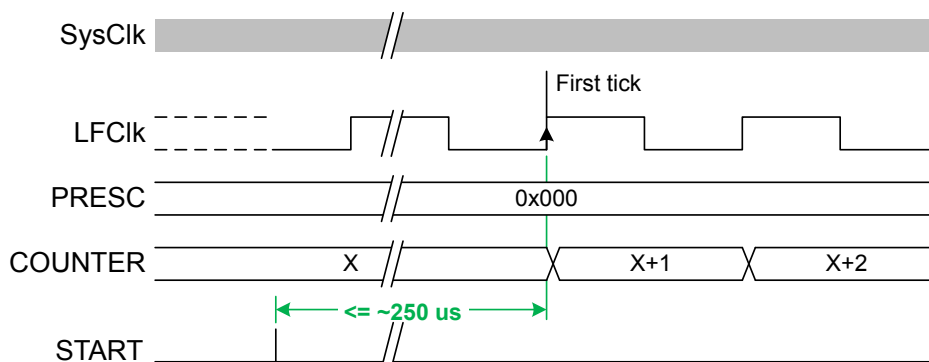 SysClk
First tick
LFClk
PRESC
0x000
COUNTER
X
X+1
X+2
<= ~250 us
START